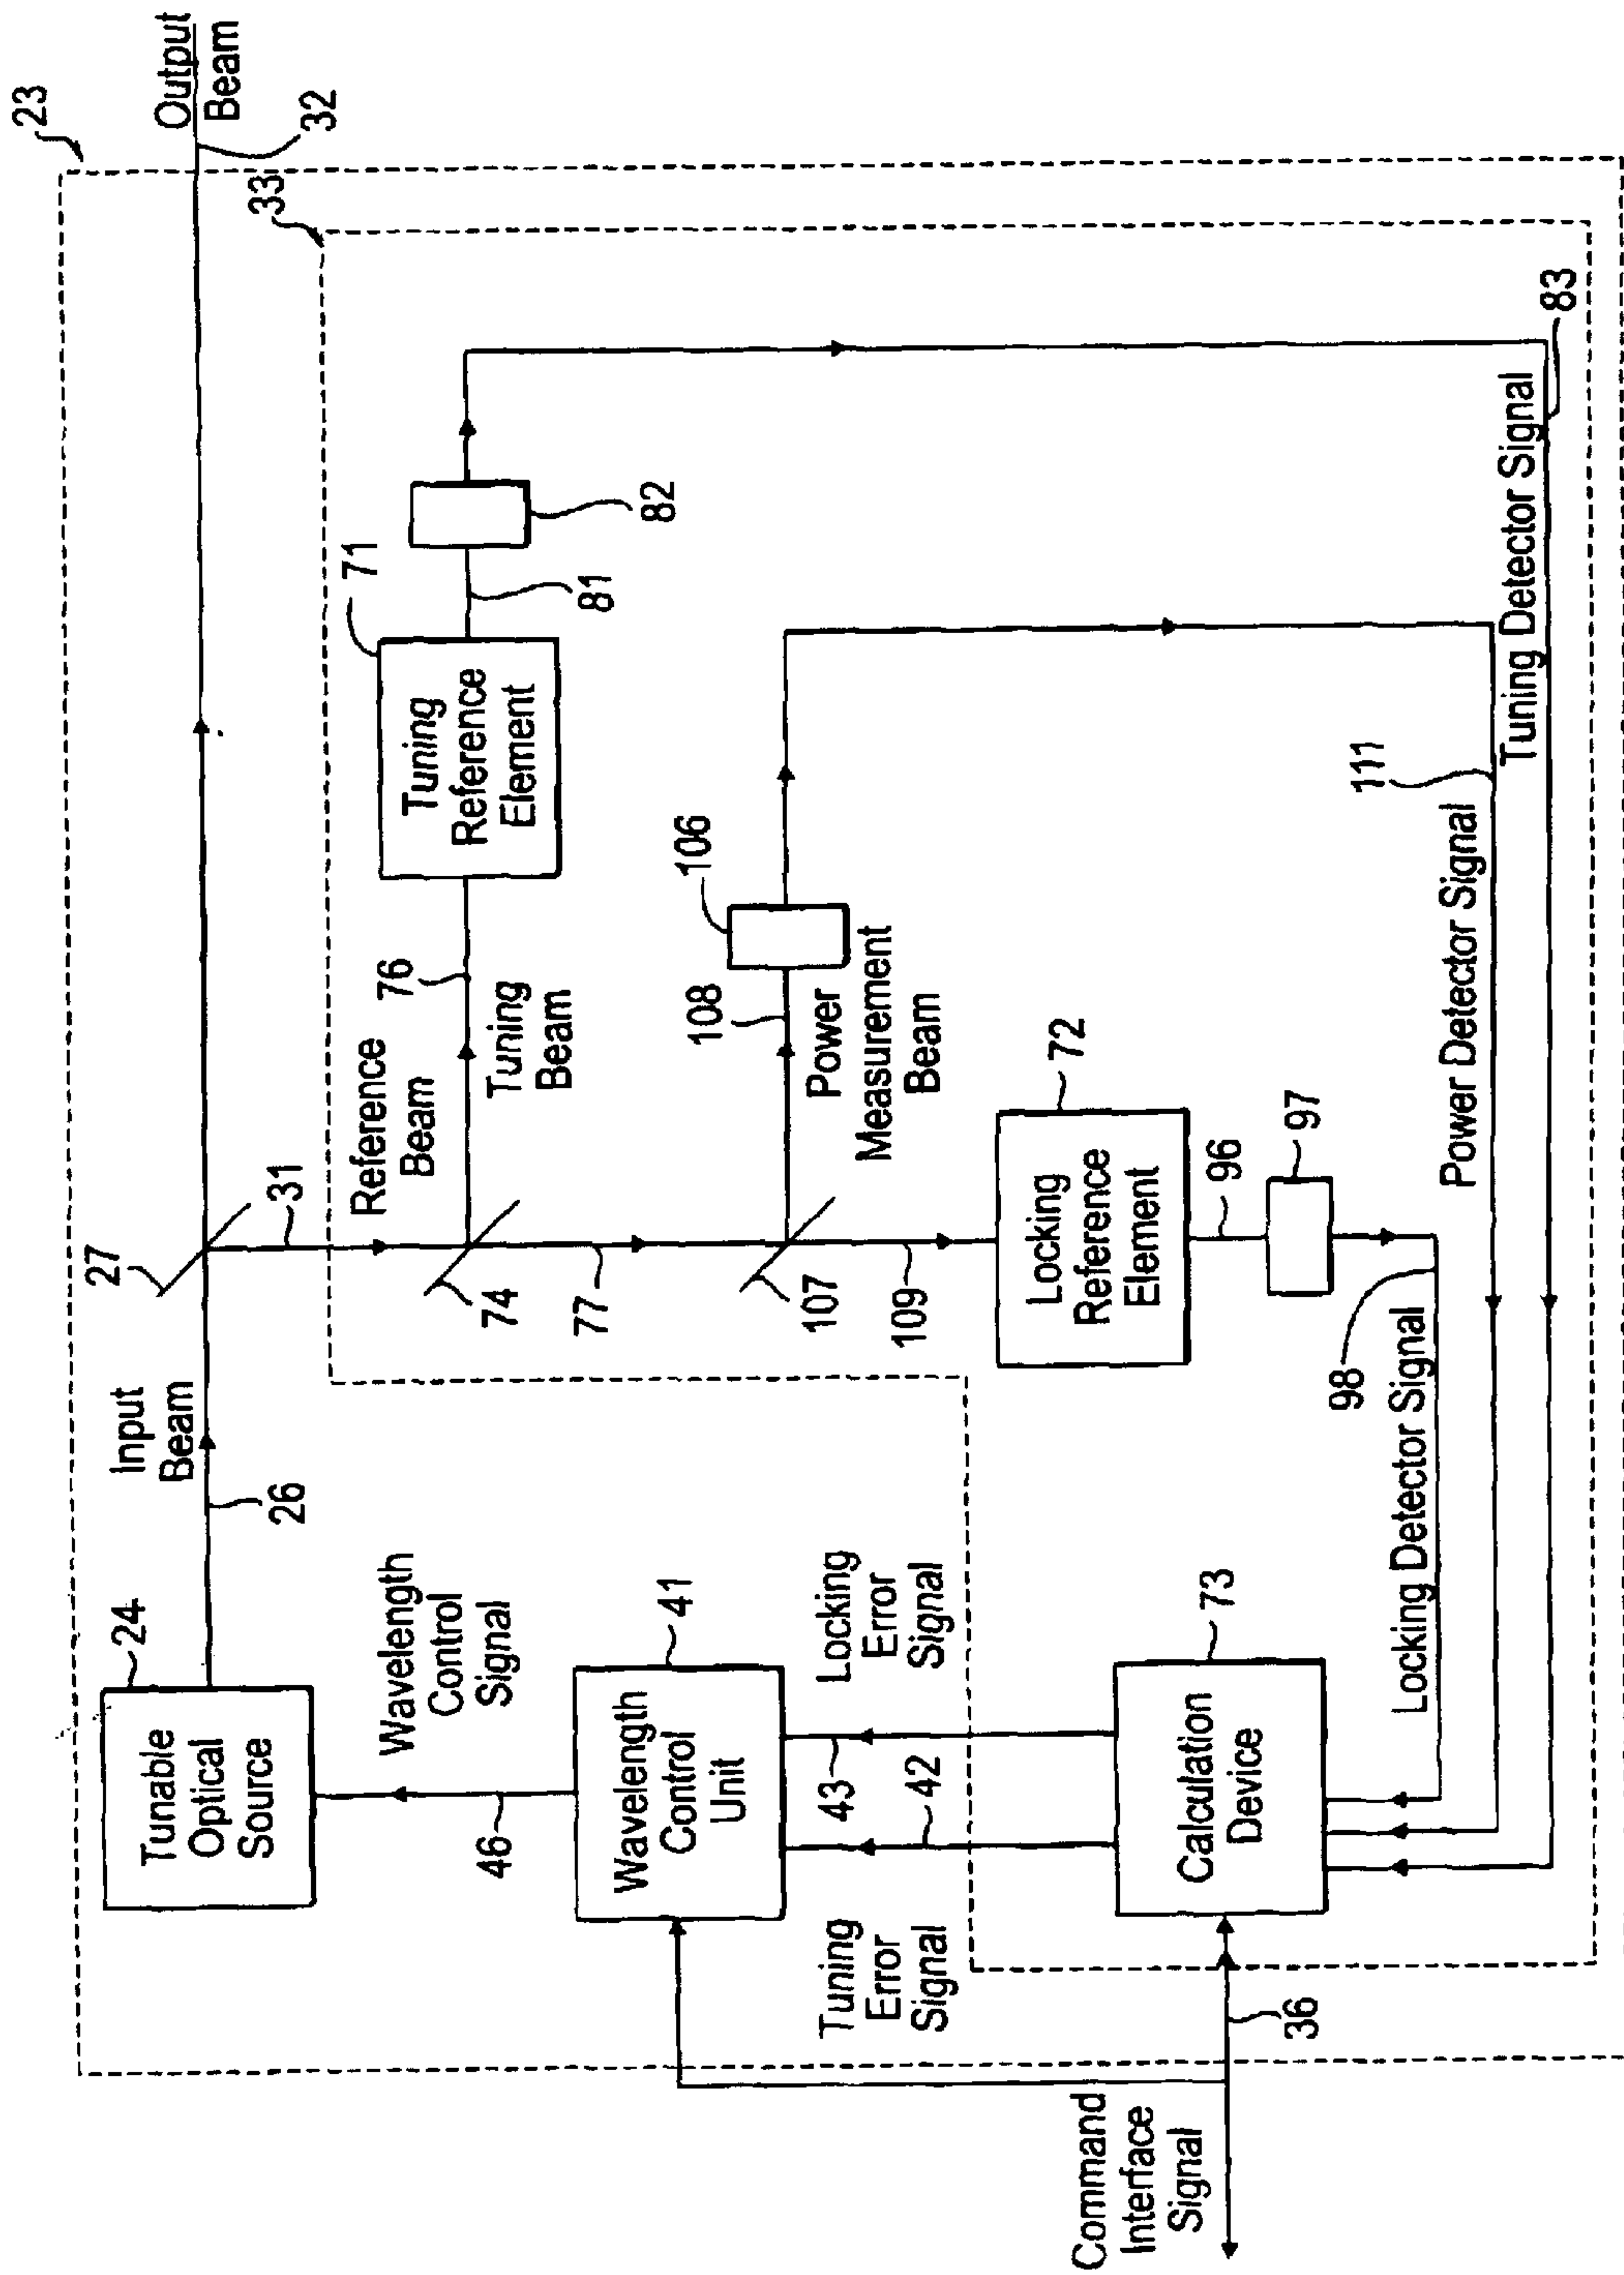 23
Output
Beam
32
33
27
Input
Beam
26
31
24
Tunable
Optical
Source
Reference
Beam
76
Tuning
Beam
71
Tuning
Reference
Element
81
82
74
77
Wavelength
Control
Signal
46
41
Wavelength
Control
Unit
107
108
Power
Measurement
Beam
106
109
Locking
Reference
Element
72
96
97
Tuning
Error
Signal
42
43
Locking
Error
Signal
73
Calculation
Device
Command
Interface
Signal
36
98
Locking Detector Signal
Power Detector Signal
111
Tuning Detector Signal
83